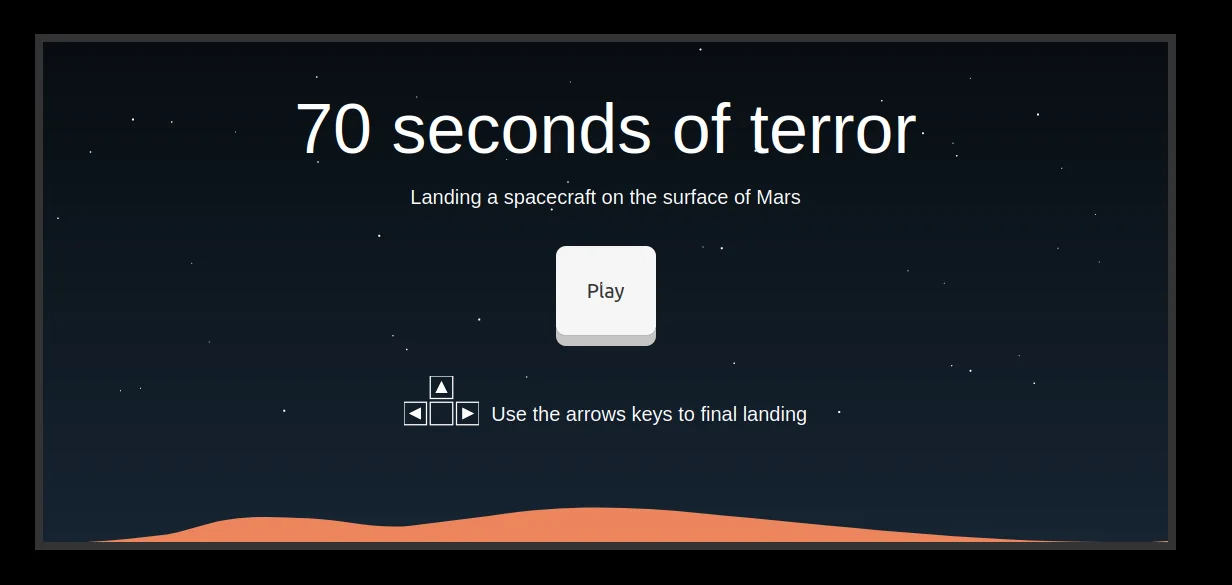 70 seconds of terror
Landing a spacecraft on the surface of Mars
Play
Use the arrows keys to final landing